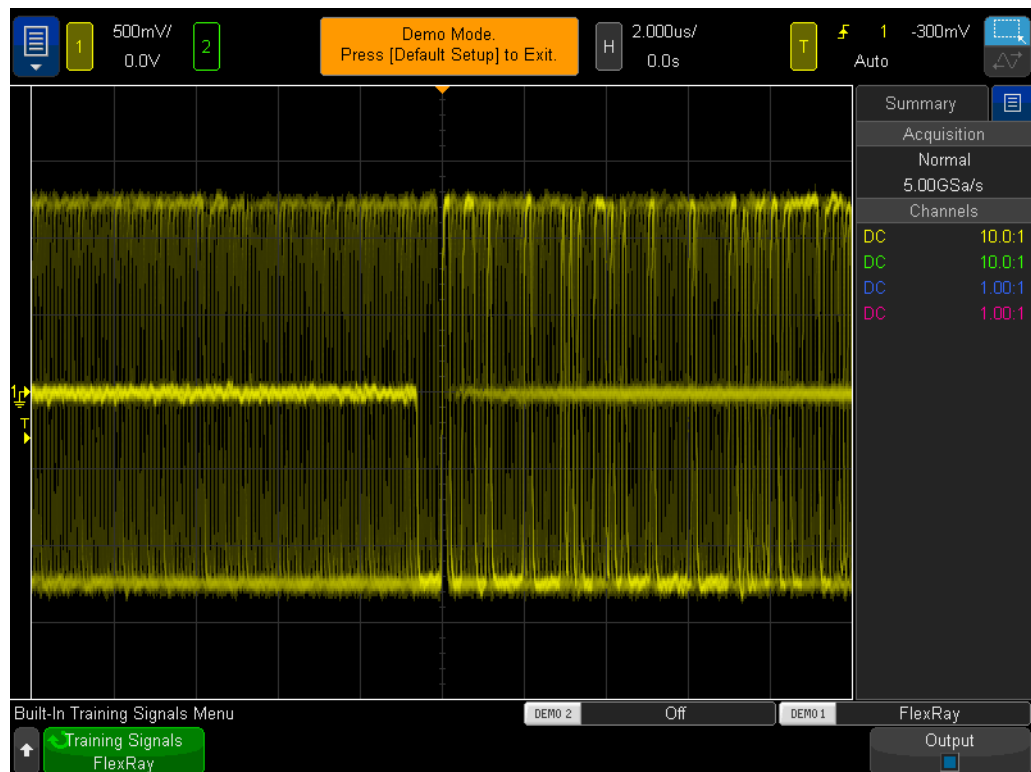 1
500mV/
0.0V
2
Demo Mode.
Press [Default Setup] to Exit.
H
2.000us/
0.0s
T
1
-300mV
Auto
Summary
Acquisition
Normal
5.00GSa/s
Channels
DC 10.0:1
DC 10.0:1
DC 1.00:1
DC 1.00:1
1
T
Built-In Training Signals Menu
DEMO 2 Off
DEMO 1 FlexRay
Training Signals
FlexRay
Output